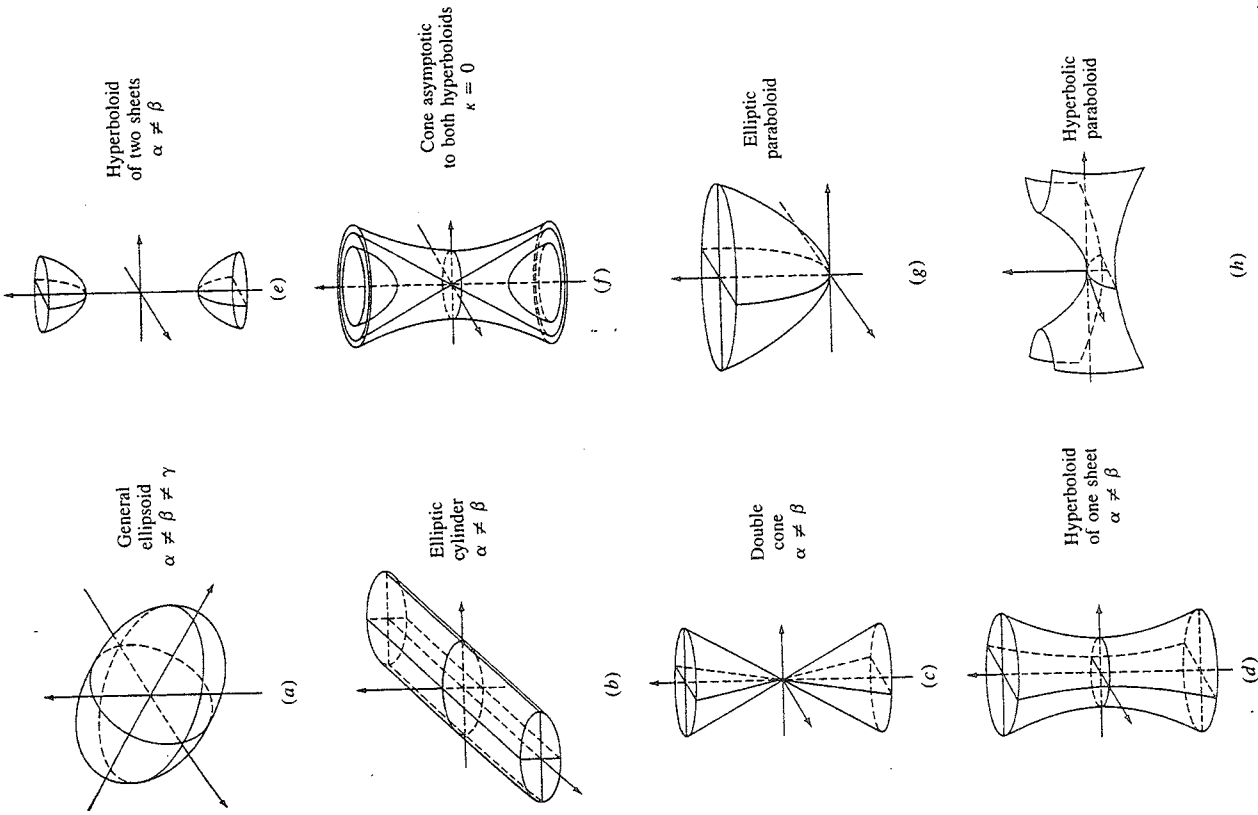 General
ellipsoid
α ≠ β ≠ γ
(a)
Elliptic
cylinder
α ≠ β
(b)
Double
cone
α ≠ β
(c)
Hyperboloid
of one sheet
α ≠ β
(d)
Hyperboloid
of two sheets
α ≠ β
(e)
Cone asymptotic
to both hyperboloids
κ = 0
(f)
Elliptic
paraboloid
(g)
Hyperbolic
paraboloid
(h)